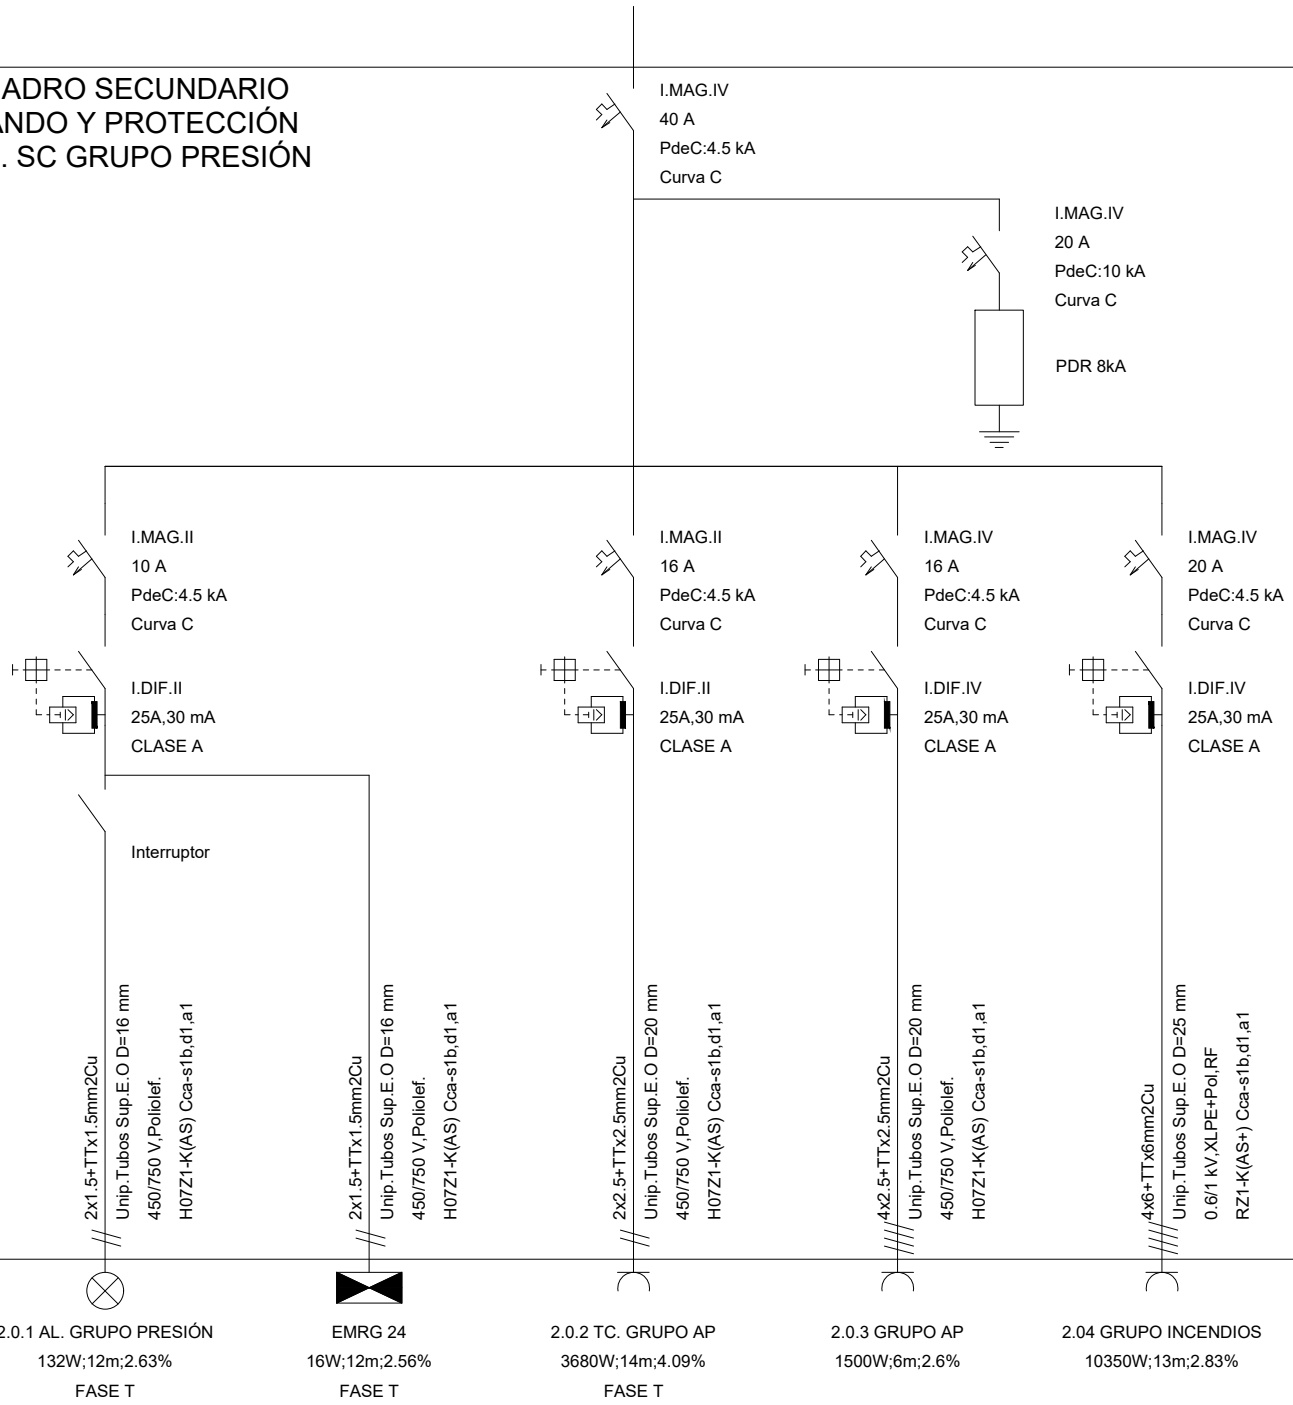 ADRO SECUNDARIO
ANDO Y PROTECCIÓN
. SC GRUPO PRESIÓN
I.MAG.IV
40 A
PdeC:4.5 kA
Curva C
I.MAG.IV
20 A
PdeC:10 kA
Curva C
PDR 8kA
I.MAG.II
10 A
PdeC:4.5 kA
Curva C
I.DIF.II
25A,30 mA
CLASE A
Interruptor
I.MAG.II
16 A
PdeC:4.5 kA
Curva C
I.DIF.II
25A,30 mA
CLASE A
I.MAG.IV
16 A
PdeC:4.5 kA
Curva C
I.DIF.IV
25A,30 mA
CLASE A
I.MAG.IV
20 A
PdeC:4.5 kA
Curva C
I.DIF.IV
25A,30 mA
CLASE A
2x1.5+TTx1.5mm2Cu
Unip.Tubos Sup.E.O D=16 mm
450/750 V,Poliolef.
H07Z1-K(AS) Cca-s1b,d1,a1
2x1.5+TTx1.5mm2Cu
Unip.Tubos Sup.E.O D=16 mm
450/750 V,Poliolef.
H07Z1-K(AS) Cca-s1b,d1,a1
2x2.5+TTx2.5mm2Cu
Unip.Tubos Sup.E.O D=20 mm
450/750 V,Poliolef.
H07Z1-K(AS) Cca-s1b,d1,a1
4x2.5+TTx2.5mm2Cu
Unip.Tubos Sup.E.O D=20 mm
450/750 V,Poliolef.
H07Z1-K(AS) Cca-s1b,d1,a1
4x6+TTx6mm2Cu
Unip.Tubos Sup.E.O D=25 mm
0.6/1 kV,XLPE+Pol,RF
RZ1-K(AS+) Cca-s1b,d1,a1
2.0.1 AL. GRUPO PRESIÓN
132W;12m;2.63%
FASE T
EMRG 24
16W;12m;2.56%
FASE T
2.0.2 TC. GRUPO AP
3680W;14m;4.09%
FASE T
2.0.3 GRUPO AP
1500W;6m;2.6%
2.04 GRUPO INCENDIOS
10350W;13m;2.83%